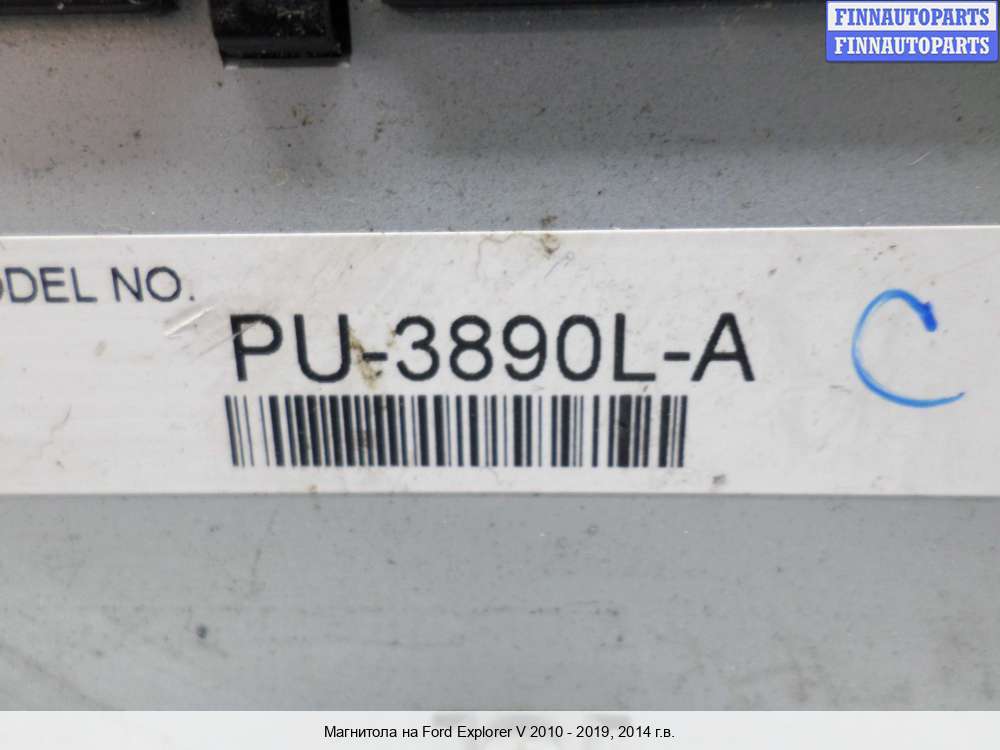 FINNAUTOPARTS
FINNAUTOPARTS
ODEL NO.
PU-3890L-A
C
Магнитола на Ford Explorer V 2010 - 2019, 2014 г.в.